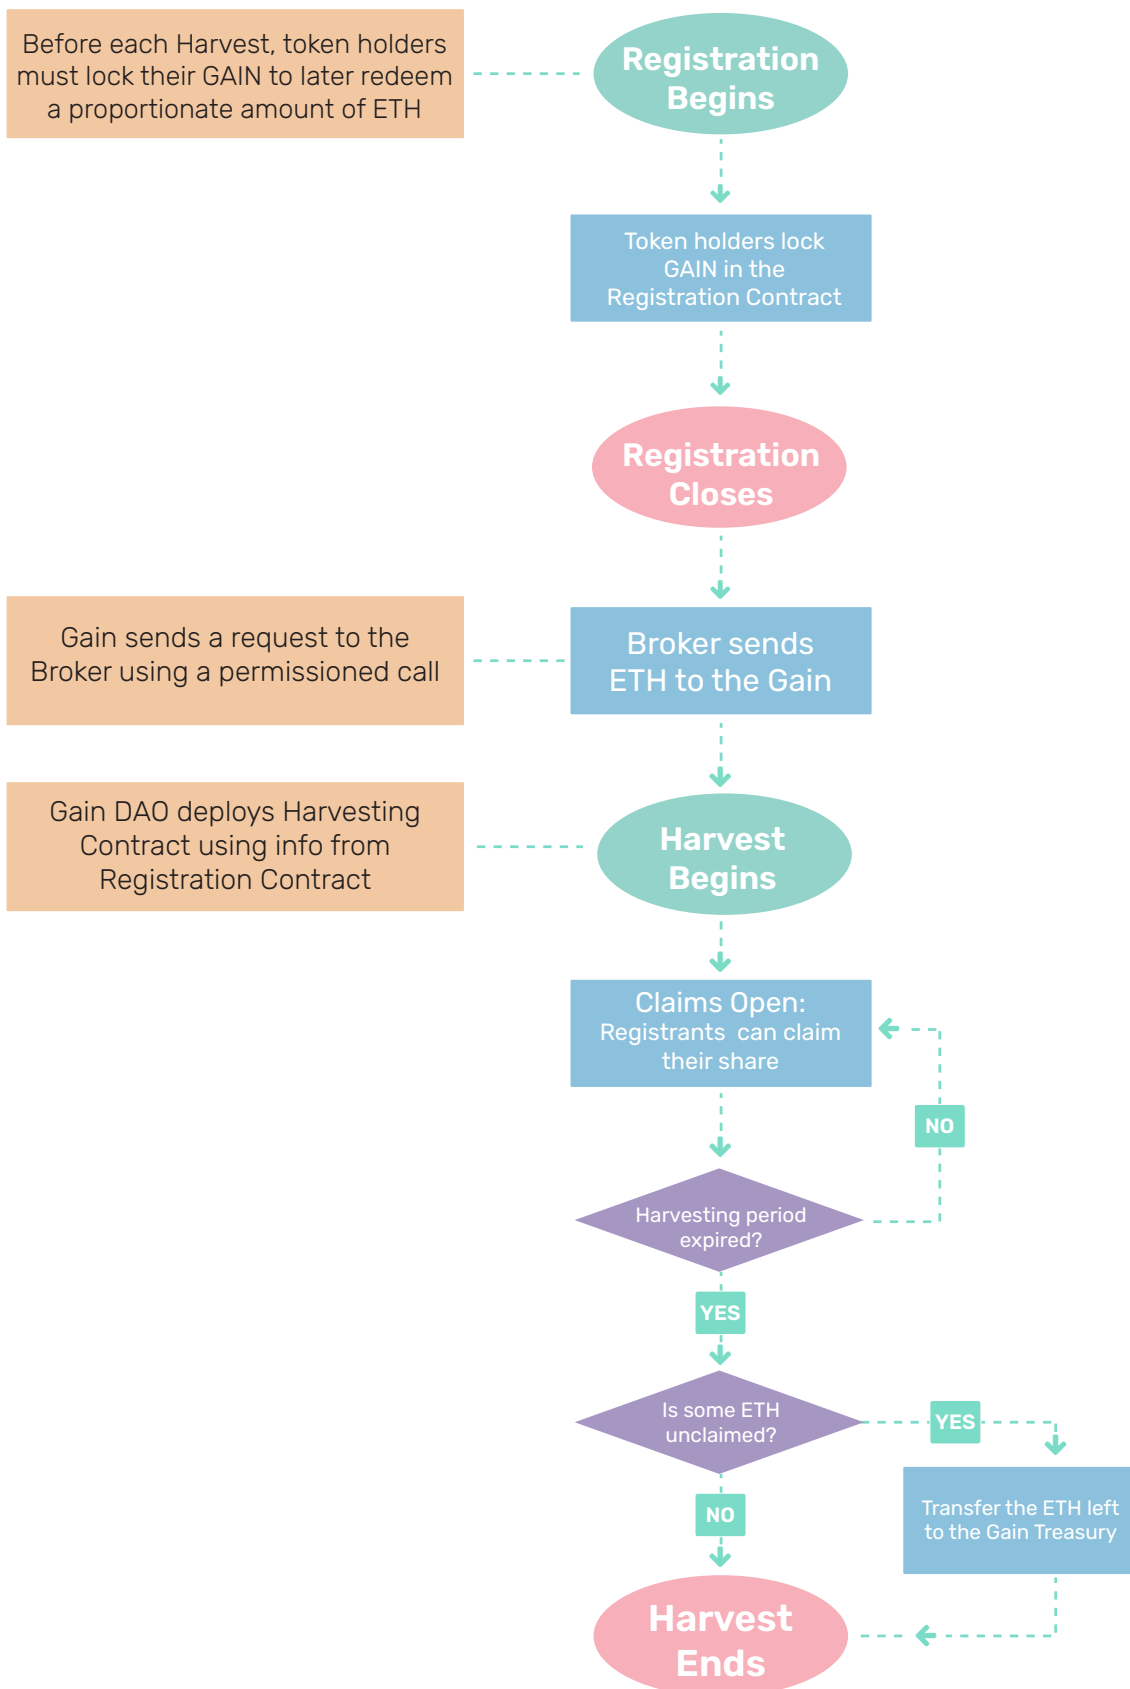 Before each Harvest, token holders
must lock their GAIN to later redeem
a proportionate amount of ETH
Registration
Begins
Token holders lock
GAIN in the
Registration Contract
Registration
Closes
Gain sends a request to the
Broker using a permissioned call
Broker sends
ETH to the Gain
Gain DAO deploys Harvesting
Contract using info from
Registration Contract
Harvest
Begins
Claims Open:
Registrants can claim
their share
NO
Harvesting period
expired?
YES
Is some ETH
unclaimed?
YES
NO
Transfer the ETH left
to the Gain Treasury
Harvest
Ends